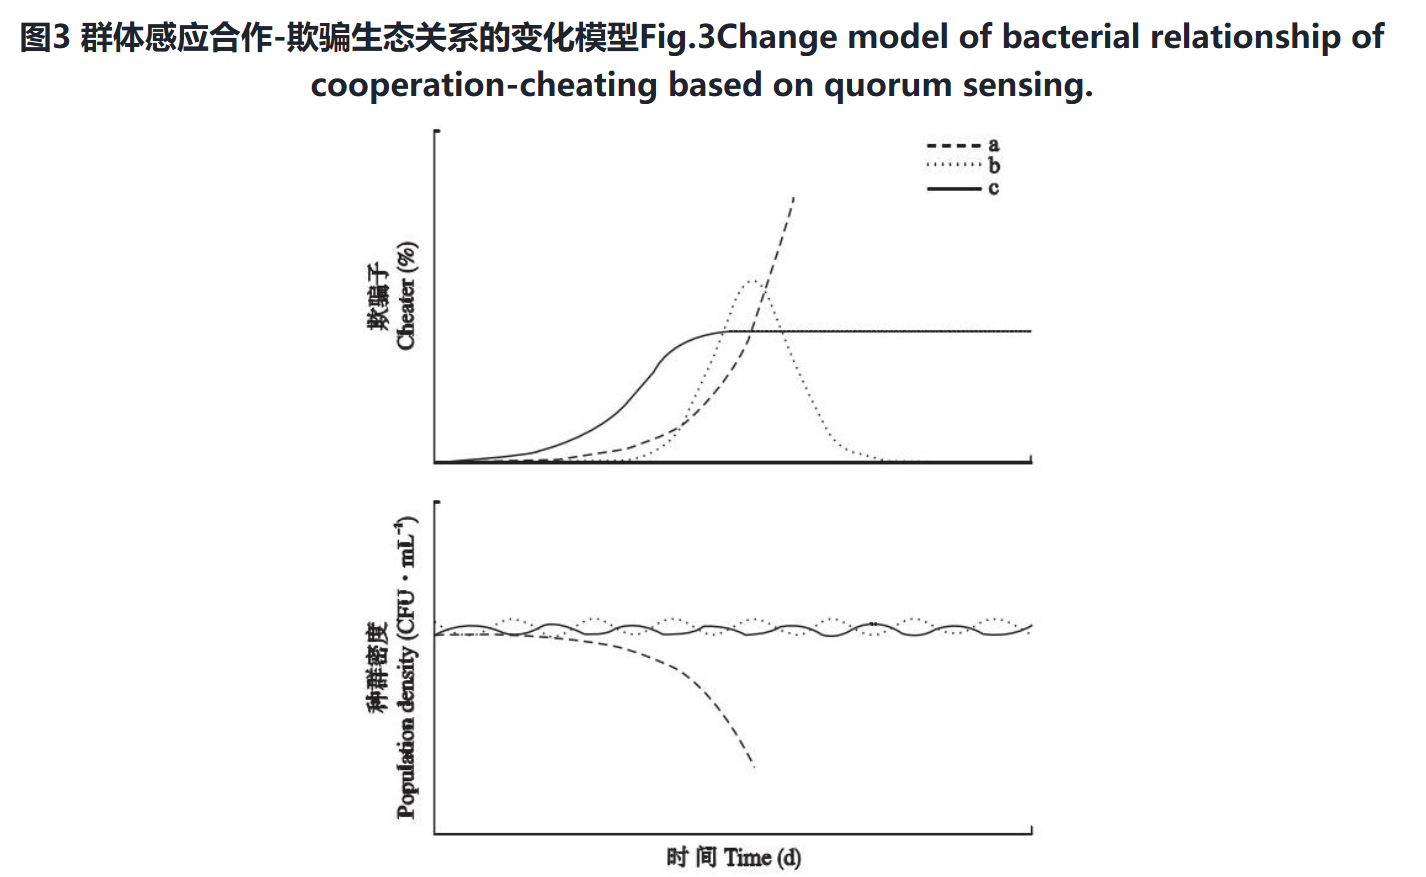 图3 群体感应合作-欺骗生态关系的变化模型Fig.3Change model of bacterial relationship of
cooperation-cheating based on quorum sensing.
a
b
c
欺骗子
Cheater (%)
种群密度
Population density (CFU·mL⁻¹)
时 间 Time (d)